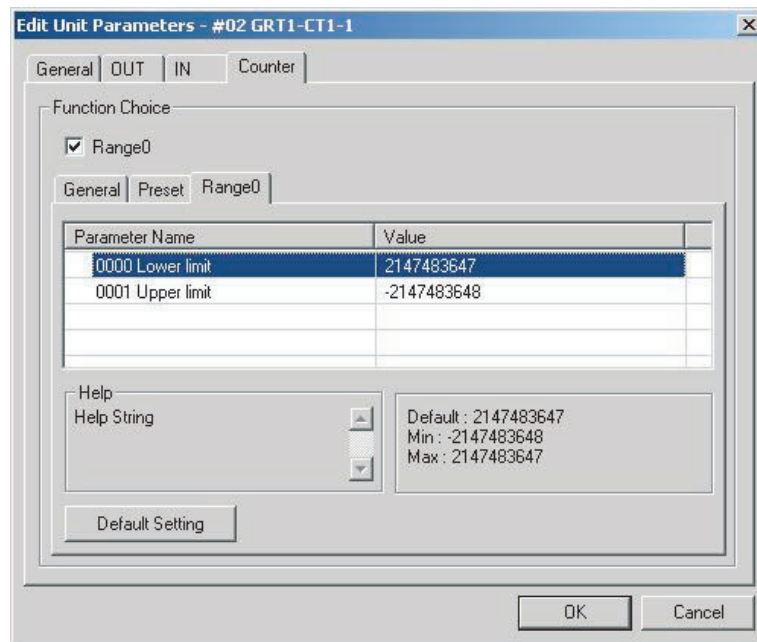 Edit Unit Parameters - #02 GRT1-CT1-1
General OUT IN Counter
Function Choice
Range0
General Preset Range0
Parameter Name Value
0000 Lower limit 2147483647
0001 Upper limit -2147483648
Help
Help String
Default : 2147483647
Min : -2147483648
Max : 2147483647
Default Setting
OK Cancel